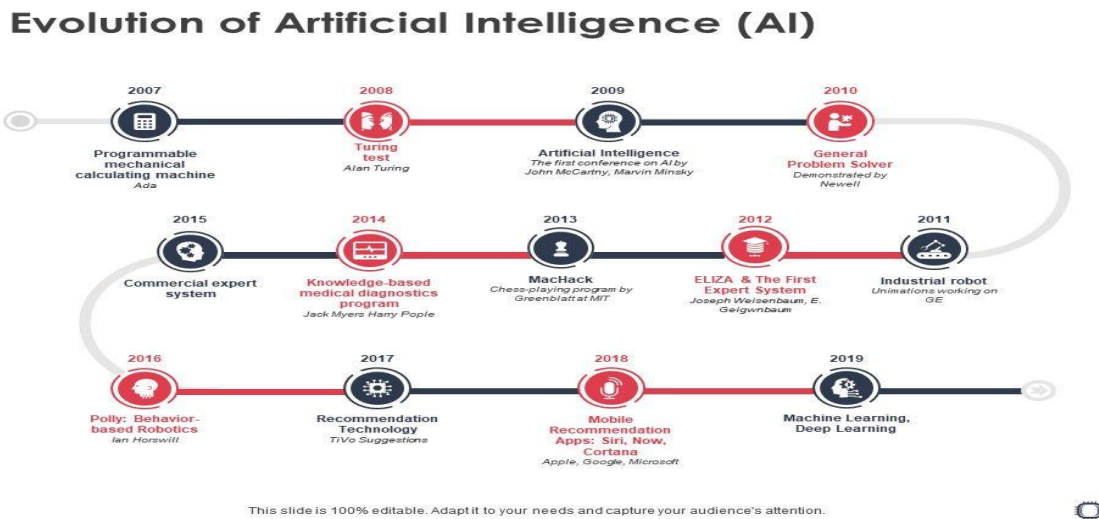 Evolution of Artificial Intelligence (AI)
2007
Programmable
mechanical
calculating machine
Ada
2008
Turing
test
Alan Turing
2009
Artificial Intelligence
The first conference on AI by
John McCartny, Marvin Minsky
2010
General
Problem Solver
Demonstrated by
Newell
2011
Industrial robot
Unimations working on
GE
2012
ELIZA & The First
Expert System
Joseph Weisenbaum, E.
Geigwnbaum
2013
MacHack
Chess-playing program by
Greenblatt at MIT
2014
Knowledge-based
medical diagnostics
program
Jack Myers Harry Pople
2015
Commercial expert
system
2016
Polly: Behavior-
based Robotics
Ian Horswill
2017
Recommendation
Technology
TiVo Suggestions
2018
Mobile
Recommendation
Apps: Siri, Now,
Cortana
Apple, Google, Microsoft
2019
Machine Learning,
Deep Learning
This slide is 100% editable. Adapt it to your needs and capture your audience's attention.